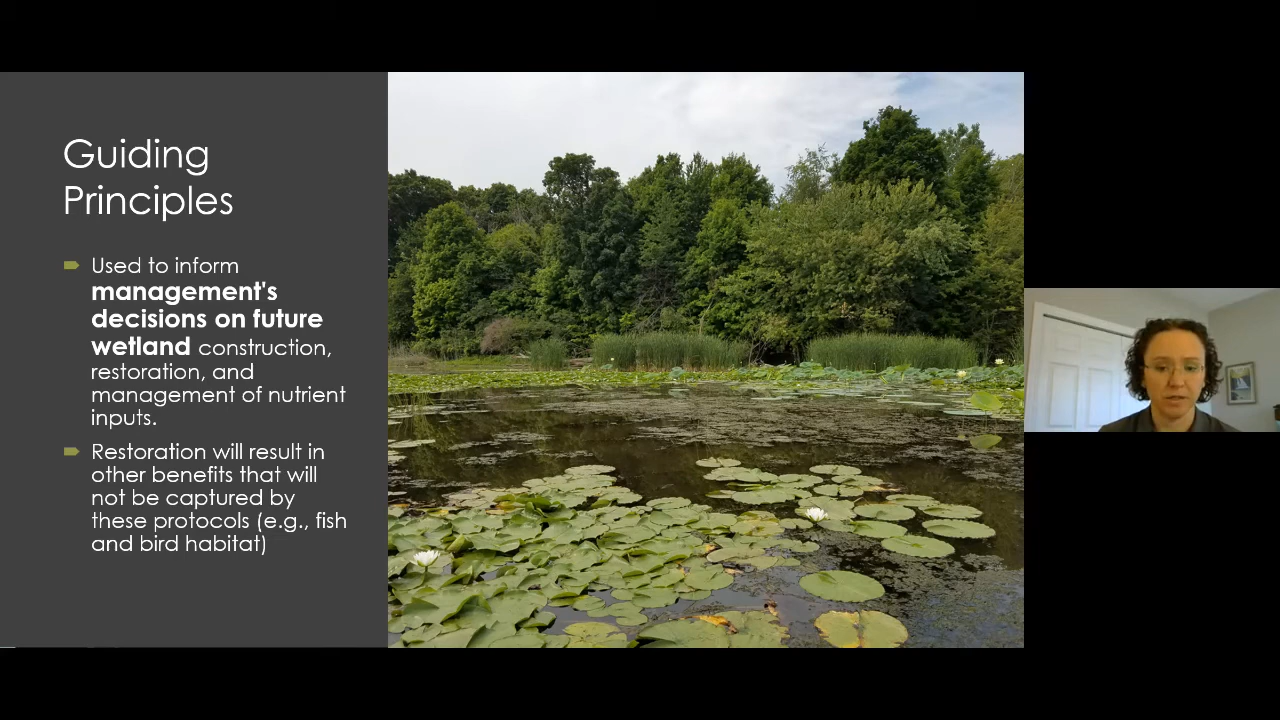 Guiding
Principles
Used to inform
management's
decisions on future
wetland construction,
restoration, and
management of nutrient
inputs.
Restoration will result in
other benefits that will
not be captured by
these protocols (e.g., fish
and bird habitat)